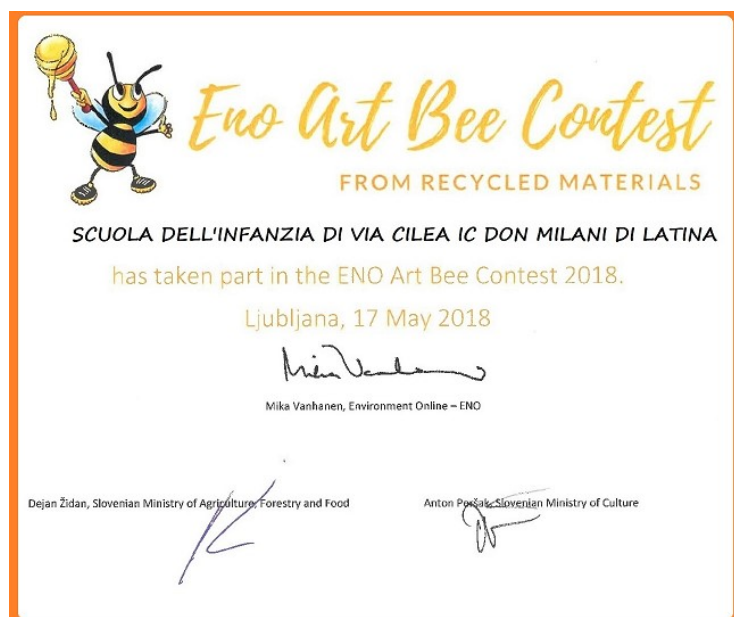 Eno Art Bee Contest
FROM RECYCLED MATERIALS
SCUOLA DELL'INFANZIA DI VIA CILEA IC DON MILANI DI LATINA
has taken part in the ENO Art Bee Contest 2018.
Ljubljana, 17 May 2018
Mika Vanhanen, Environment Online – ENO
Dejan Židan, Slovenian Ministry of Agriculture, Forestry and Food
Anton Peršak, Slovenian Ministry of Culture